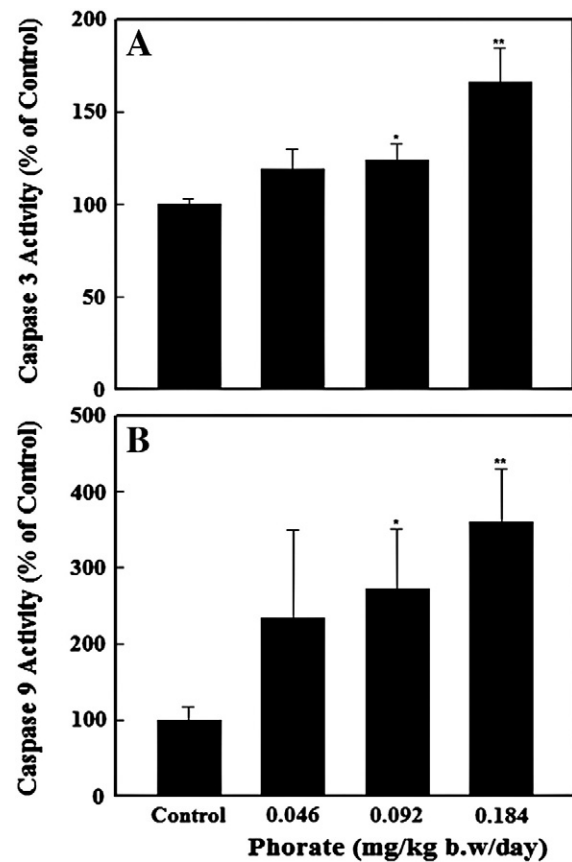 A
Caspase 3 Activity (% of Control)
200
150
100
50
0
*
**
B
Caspase 9 Activity (% of Control)
500
400
300
200
100
0
*
**
Control 0.046 0.092 0.184
Phorate (mg/kg b.w/day)